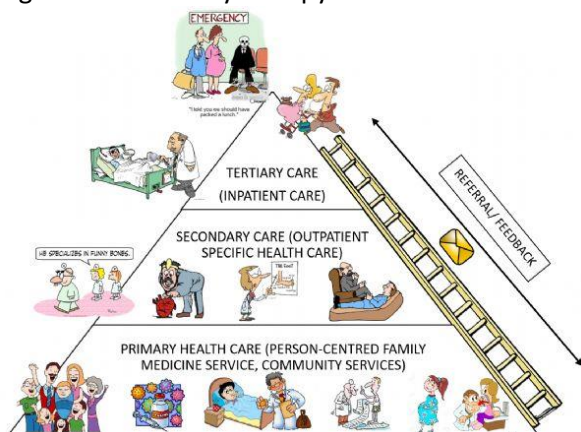 EMERGENCY
"I told you we should have
packed a lunch."
TERTIARY CARE
(INPATIENT CARE)
REFERRAL/ FEEDBACK
HE SPECIALIZES IN FUNNY BONES.
SECONDARY CARE (OUTPATIENT
SPECIFIC HEALTH CARE)
PRIMARY HEALTH CARE (PERSON-CENTRED FAMILY
MEDICINE SERVICE, COMMUNITY SERVICES)